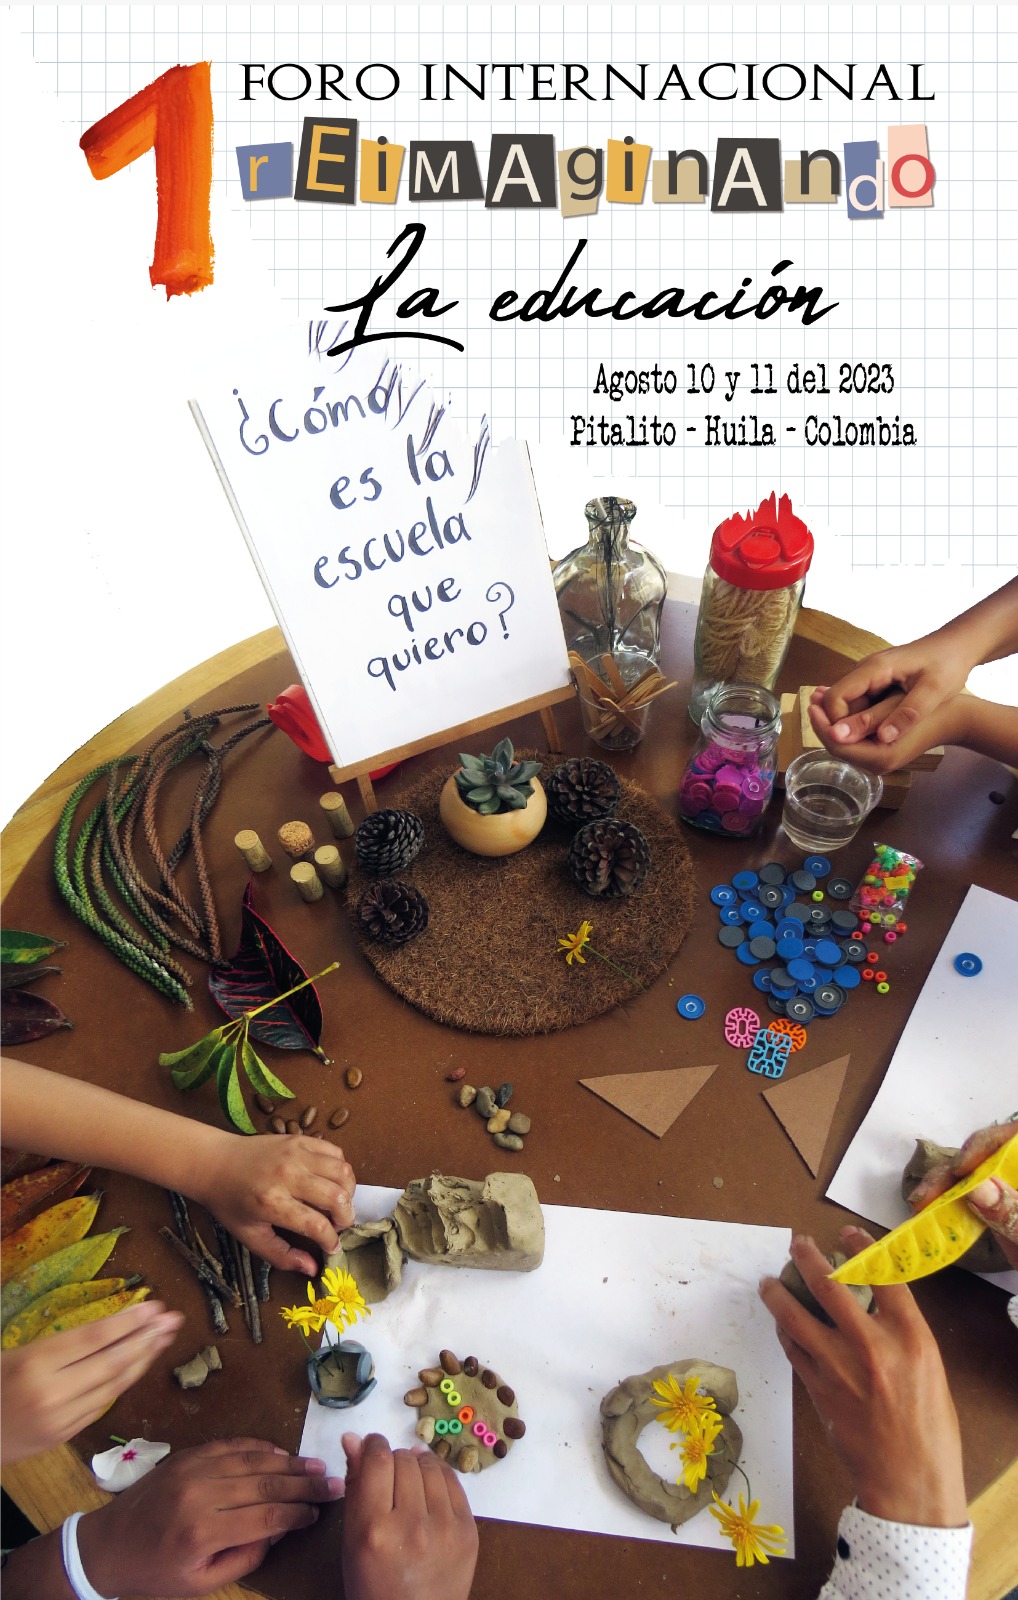 1 FORO INTERNACIONAL
rEiMAginAndo
La educación
Agosto 10 y 11 del 2023
Pitalito - Huila - Colombia
¿Cómo
es la
escuela
que
quiero?